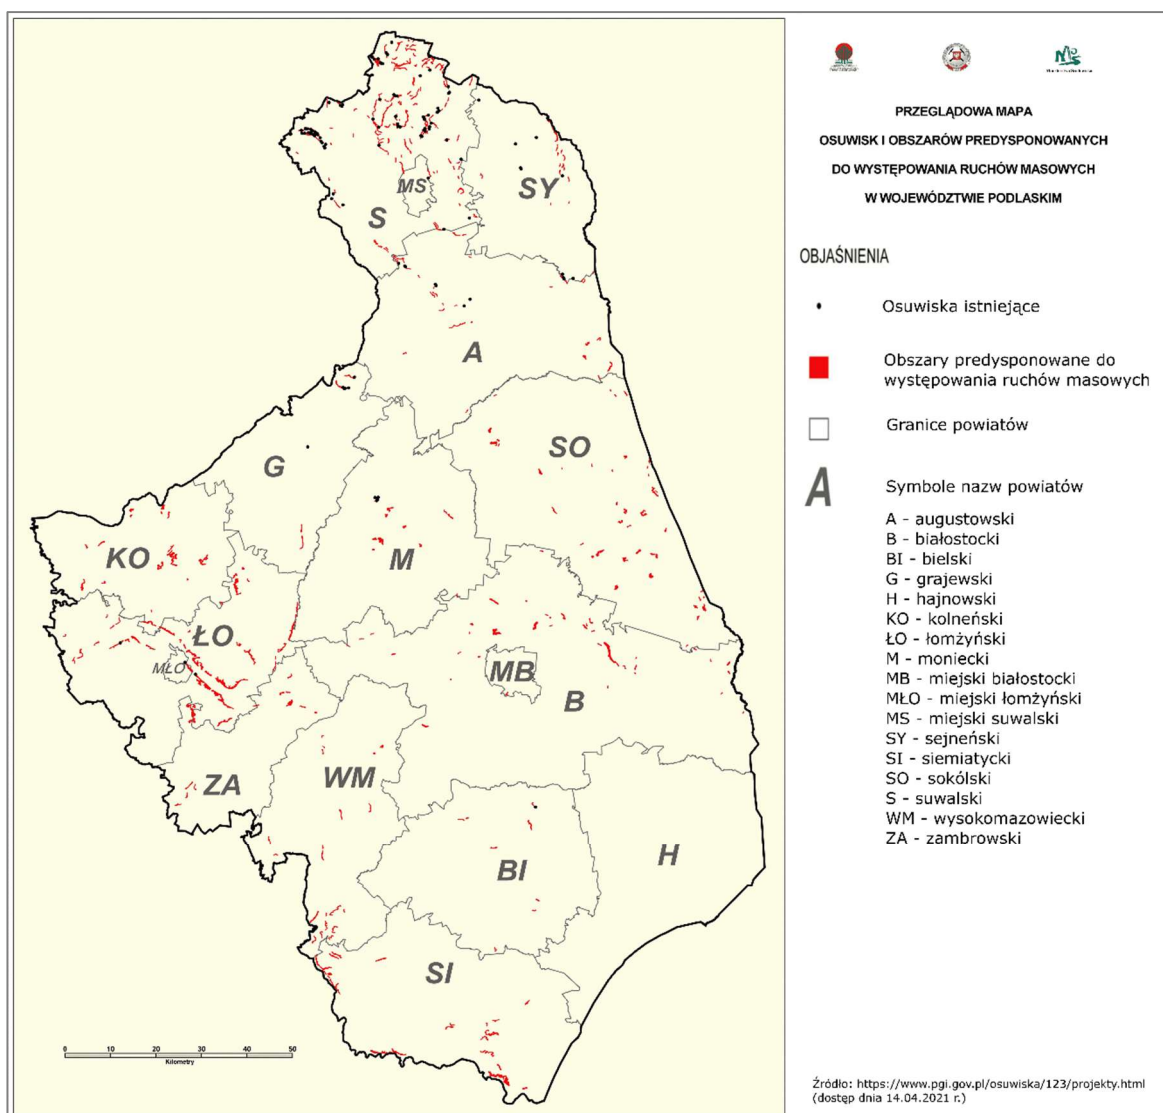 PRZEGLĄDOWA MAPA
OSUWISK I OBSZARÓW PREDYSPONOWANYCH
DO WYSTĘPOWANIA RUCHÓW MASOWYCH
W WOJEWÓDZTWIE PODLASKIM
OBJAŚNIENIA
Osuwiska istniejące
Obszary predysponowane do
występowania ruchów masowych
Granice powiatów
A
Symbole nazw powiatów
A - augustowski
B - białostocki
BI - bielski
G - grajewski
H - hajnowski
KO - kolneński
ŁO - łomżyński
M - moniecki
MB - miejski białostocki
MŁO - miejski łomżyński
MS - miejski suwalski
SY - sejneński
SI - siemiatycki
SO - sokólski
S - suwalski
WM - wysokomazowiecki
ZA - zambrowski
MS
SY
S
A
SO
G
KO
M
ŁO
MŁO
MB
B
ZA
WM
BI
H
SI
0 10 20 30 40 50
Kilometry
Źródło: https://www.pgi.gov.pl/osuwiska/123/projekty.html
(dostęp dnia 14.04.2021 r.)